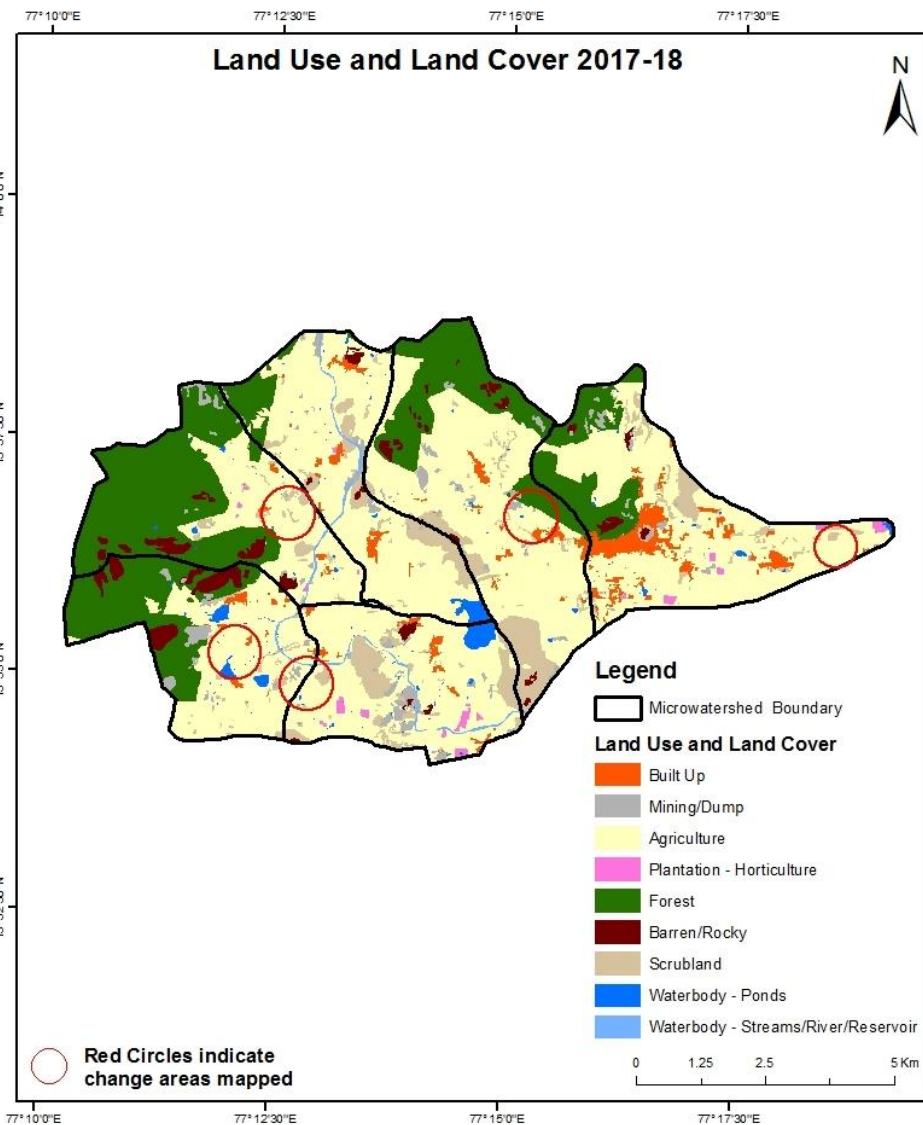 77° 10'0"E 77° 12'30"E 77° 15'0"E 77° 17'30"E
Land Use and Land Cover 2017-18
N
Legend
Microwatershed Boundary
Land Use and Land Cover
Built Up
Mining/Dump
Agriculture
Plantation - Horticulture
Forest
Barren/Rocky
Scrubland
Waterbody - Ponds
Waterbody - Streams/River/Reservoir
0 1.25 2.5 5 Km
Red Circles indicate
change areas mapped
77° 10'0"E 77° 12'30"E 77° 15'0"E 77° 17'30"E